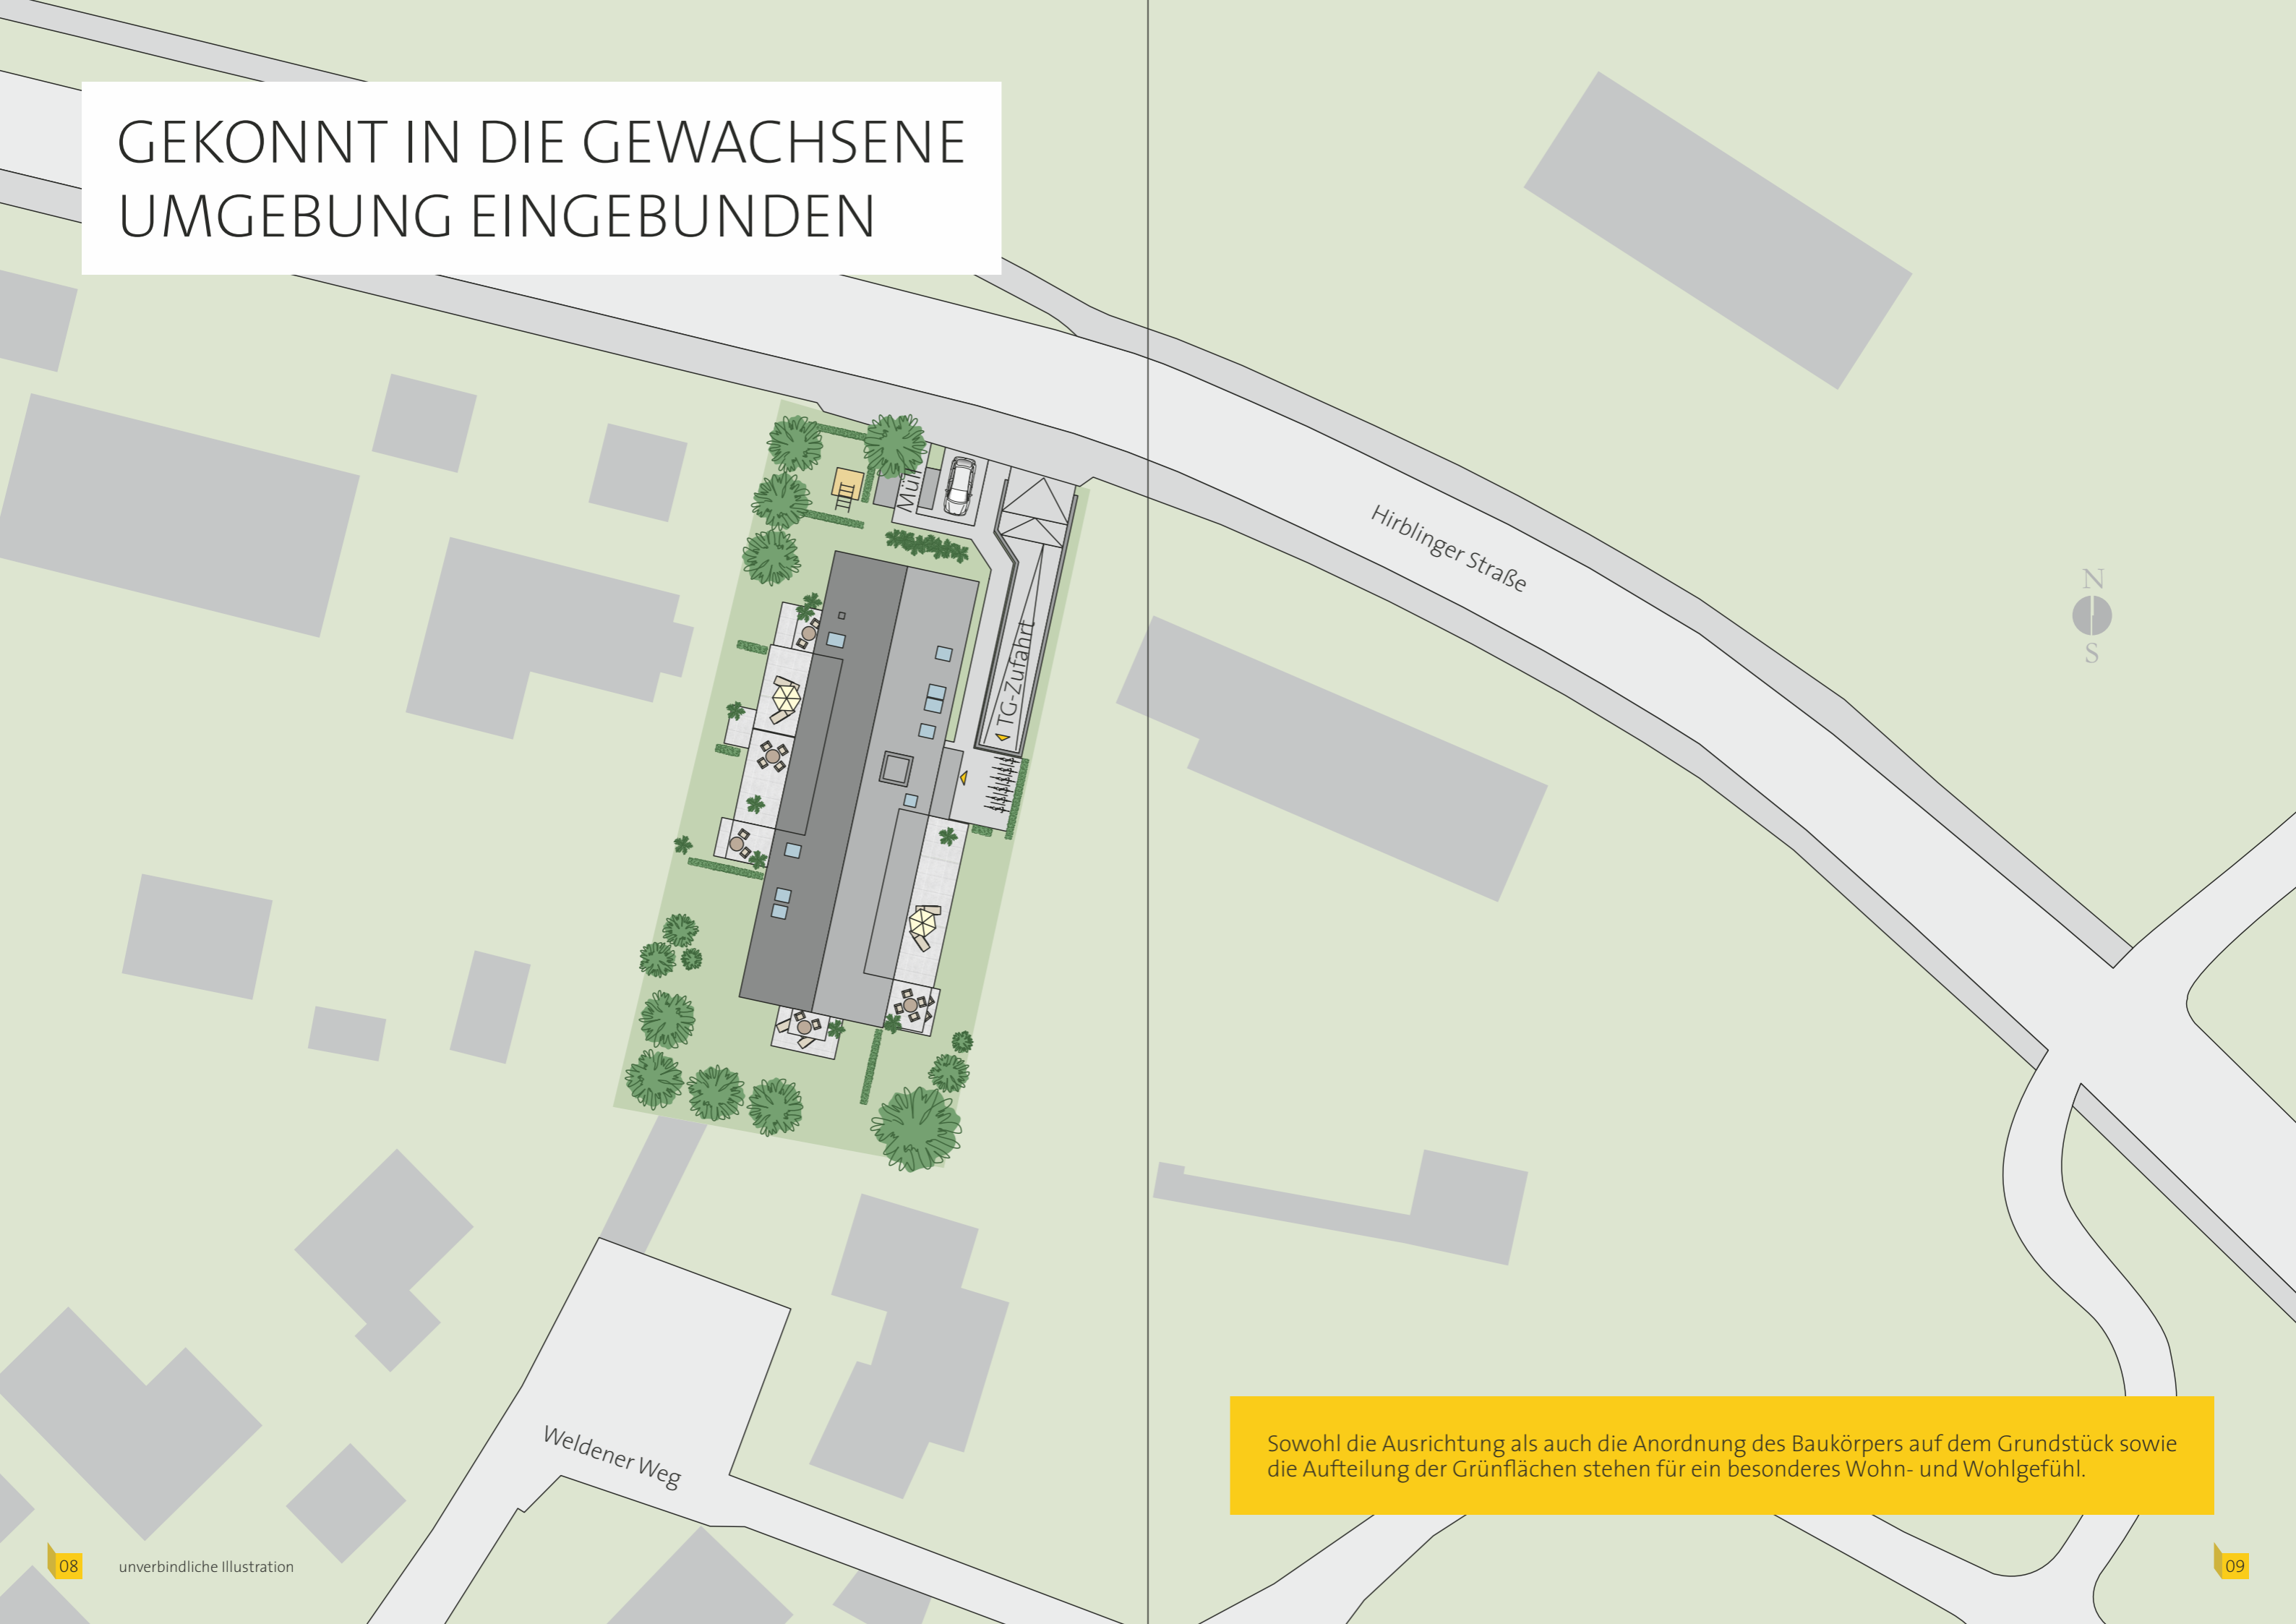 GEKONNT IN DIE GEWACHSENE
UMGEBUNG EINGEBUNDEN
Müll
Hirblinger Straße
N
S
TG-Zufahrt
Weldener Weg
Sowohl die Ausrichtung als auch die Anordnung des Baukörpers auf dem Grundstück sowie
die Aufteilung der Grünflächen stehen für ein besonderes Wohn- und Wohlgefühl.
08
unverbindliche Illustration
09